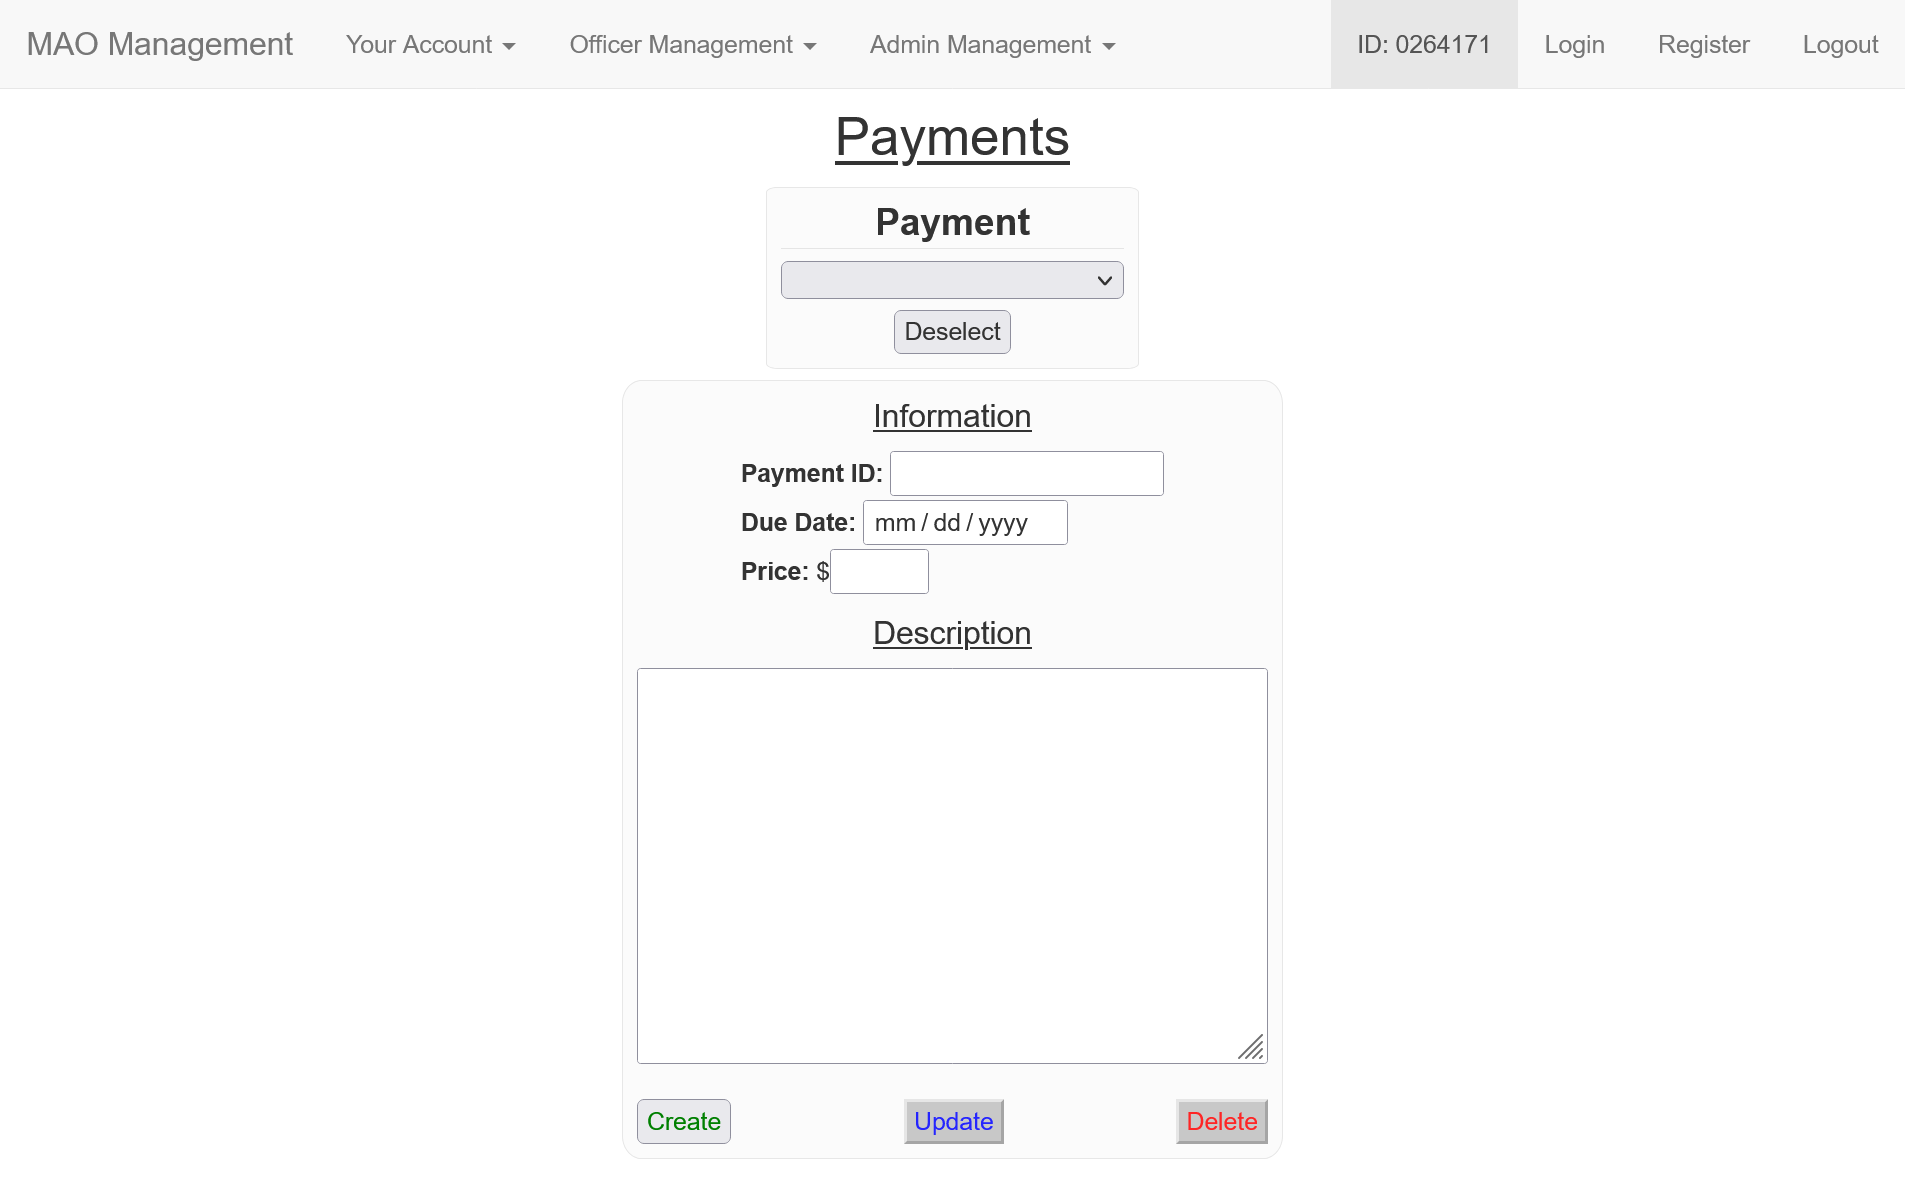 MAO Management Your Account Officer Management Admin Management ID: 0264171 Login Register Logout
Payments
Payment
Deselect
Information
Payment ID:
Due Date: mm / dd / yyyy
Price: $
Description
Create Update Delete